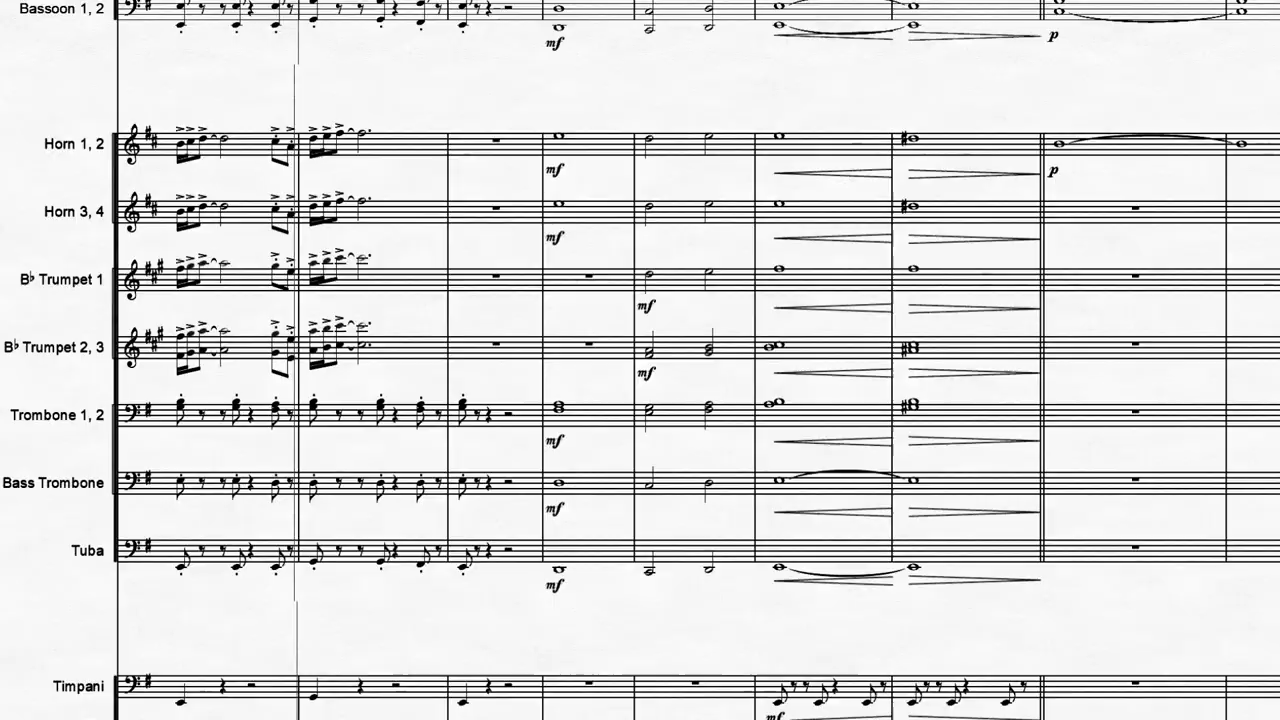 Bassoon 1, 2
mf
p
Horn 1, 2
mf
p
Horn 3, 4
mf
B♭ Trumpet 1
mf
B♭ Trumpet 2, 3
mf
Trombone 1, 2
mf
Bass Trombone
mf
Tuba
mf
Timpani
mf